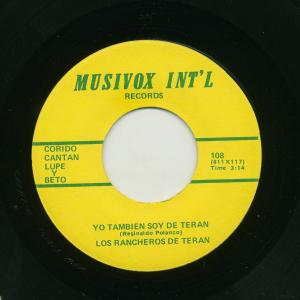 MUSIVOX INT'L
RECORDS
CORIDO
CANTAN
LUPE
Y
BETO
108
(611X117)
Time 3:14
YO TAMBIEN SOY DE TERAN
(Reginaldo Polanco)
LOS RANCHEROS DE TERAN